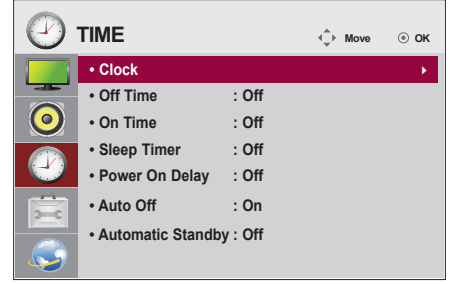 TIME
Move OK
• Clock
• Off Time : Off
• On Time : Off
• Sleep Timer : Off
• Power On Delay : Off
• Auto Off : On
• Automatic Standby : Off